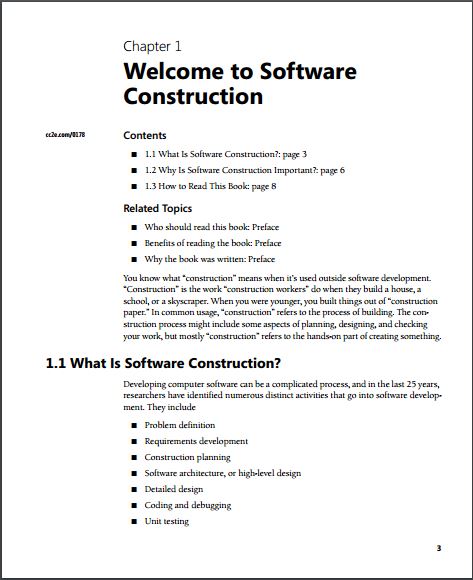 Chapter 1
Welcome to Software
Construction
cc2e.com/0178
Contents
■ 1.1 What Is Software Construction?: page 3
■ 1.2 Why Is Software Construction Important?: page 6
■ 1.3 How to Read This Book: page 8
Related Topics
■ Who should read this book: Preface
■ Benefits of reading the book: Preface
■ Why the book was written: Preface
You know what “construction” means when it’s used outside software development.
“Construction” is the work “construction workers” do when they build a house, a
school, or a skyscraper. When you were younger, you built things out of “construction
paper.” In common usage, “construction” refers to the process of building. The con-
struction process might include some aspects of planning, designing, and checking
your work, but mostly “construction” refers to the hands-on part of creating something.
1.1 What Is Software Construction?
Developing computer software can be a complicated process, and in the last 25 years,
researchers have identified numerous distinct activities that go into software develop-
ment. They include
■ Problem definition
■ Requirements development
■ Construction planning
■ Software architecture, or high-level design
■ Detailed design
■ Coding and debugging
■ Unit testing
3